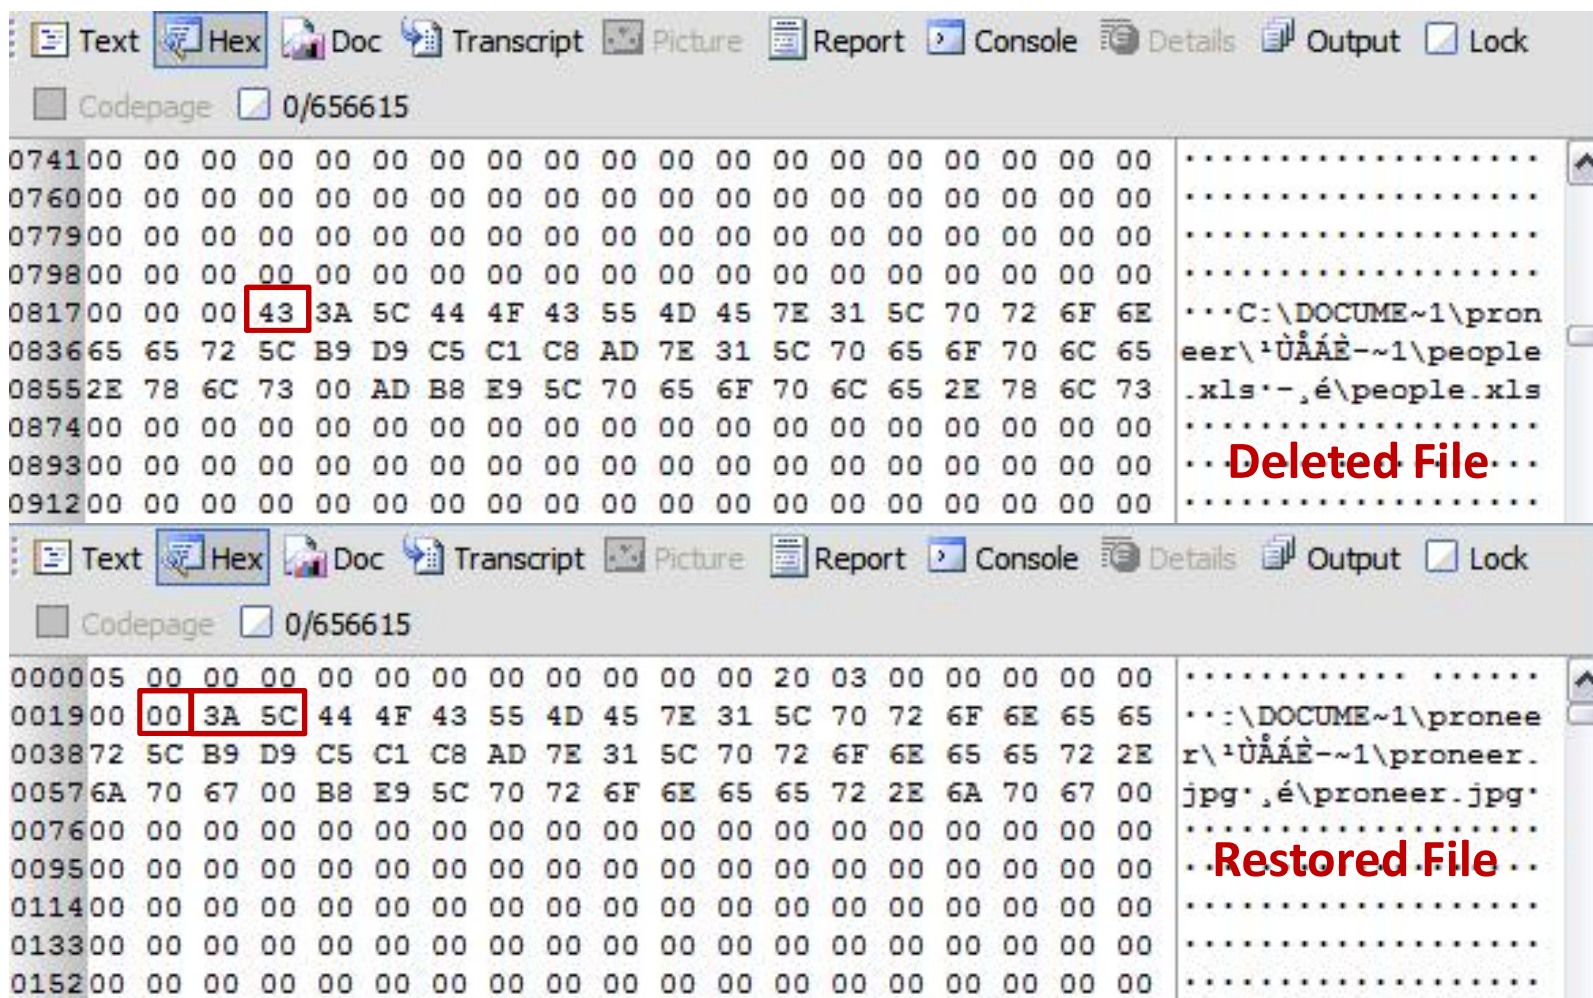 Text Hex Doc Transcript Picture Report Console Details Output Lock
Codepage 0/656615
0741 00 00 00 00 00 00 00 00 00 00 00 00 00 00 00 00 00 00 00 ···················
0760 00 00 00 00 00 00 00 00 00 00 00 00 00 00 00 00 00 00 00 ···················
0779 00 00 00 00 00 00 00 00 00 00 00 00 00 00 00 00 00 00 00 ···················
0798 00 00 00 00 00 00 00 00 00 00 00 00 00 00 00 00 00 00 00 ···················
0817 00 00 00 43 3A 5C 44 4F 43 55 4D 45 7E 31 5C 70 72 6F 6E ···C:\DOCUME~1\pron
0836 65 65 72 5C B9 D9 C5 C1 C8 AD 7E 31 5C 70 65 6F 70 6C 65 eer\¹ÙÅÁÈ-~1\people
0855 2E 78 6C 73 00 AD B8 E9 5C 70 65 6F 70 6C 65 2E 78 6C 73 .xls·-¸é\people.xls
0874 00 00 00 00 00 00 00 00 00 00 00 00 00 00 00 00 00 00 00 ···················
0893 00 00 00 00 00 00 00 00 00 00 00 00 00 00 00 00 00 00 00
Deleted File
0912 00 00 00 00 00 00 00 00 00 00 00 00 00 00 00 00 00 00 00 ···················
Text Hex Doc Transcript Picture Report Console Details Output Lock
Codepage 0/656615
0000 05 00 00 00 00 00 00 00 00 00 00 00 20 03 00 00 00 00 00 ············ ······
0019 00 00 3A 5C 44 4F 43 55 4D 45 7E 31 5C 70 72 6F 6E 65 65 ··:\DOCUME~1\pronee
0038 72 5C B9 D9 C5 C1 C8 AD 7E 31 5C 70 72 6F 6E 65 65 72 2E r\¹ÙÅÁÈ-~1\proneer.
0057 6A 70 67 00 B8 E9 5C 70 72 6F 6E 65 65 72 2E 6A 70 67 00 jpg·¸é\proneer.jpg·
0076 00 00 00 00 00 00 00 00 00 00 00 00 00 00 00 00 00 00 00 ···················
0095 00 00 00 00 00 00 00 00 00 00 00 00 00 00 00 00 00 00 00
Restored File
0114 00 00 00 00 00 00 00 00 00 00 00 00 00 00 00 00 00 00 00 ···················
0133 00 00 00 00 00 00 00 00 00 00 00 00 00 00 00 00 00 00 00 ···················
0152 00 00 00 00 00 00 00 00 00 00 00 00 00 00 00 00 00 00 00 ···················